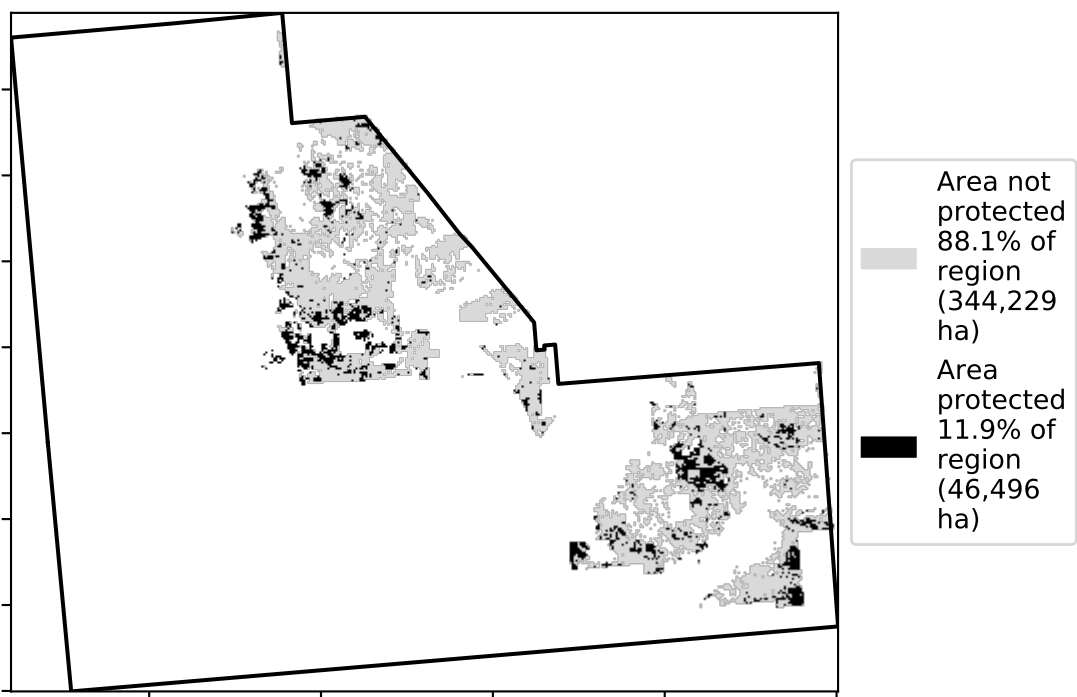 Area not
protected
88.1% of
region
(344,229
ha)
Area
protected
11.9% of
region
(46,496
ha)